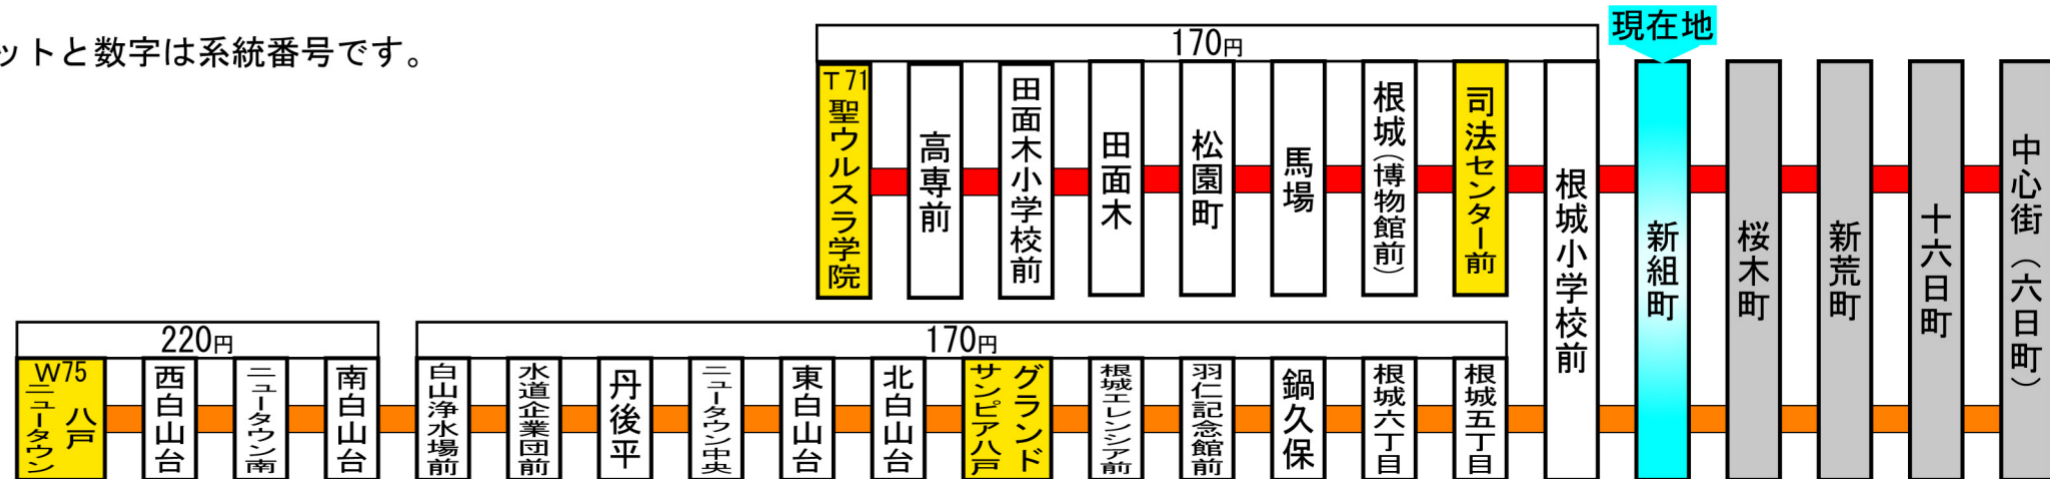 ットと数字は系統番号です。
現在地
170円
T71
聖ウルスラ学院
高専前
田面木小学校前
田面木
松園町
馬場
根城（博物館前）
司法センター前
根城小学校前
新組町
桜木町
新荒町
十六日町
中心街（六日町）
220円
170円
W75
八戸
ニュータウン
西白山台
ニュータウン南
南白山台
白山浄水場前
水道企業団前
丹後平
ニュータウン中央
東白山台
北白山台
グランド
サンピア八戸
根城エレンシア前
羽仁記念館前
鍋久保
根城六丁目
根城五丁目